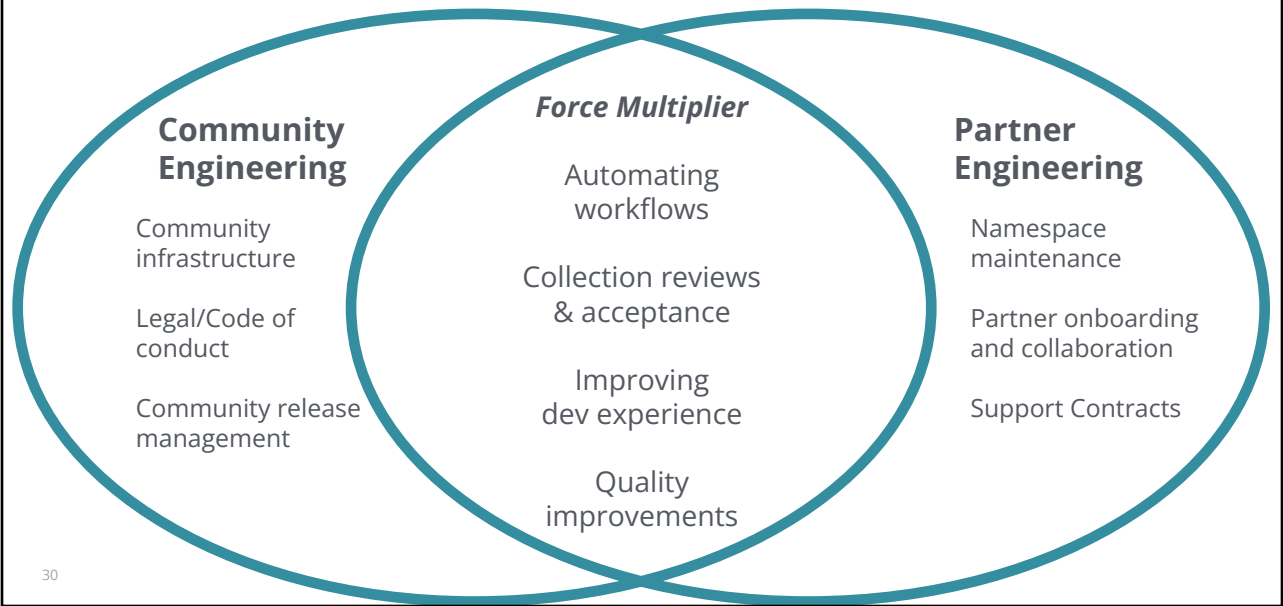 Community
Engineering
Community
infrastructure
Legal/Code of
conduct
Community release
management
Force Multiplier
Automating
workflows
Collection reviews
& acceptance
Improving
dev experience
Quality
improvements
Partner
Engineering
Namespace
maintenance
Partner onboarding
and collaboration
Support Contracts
30